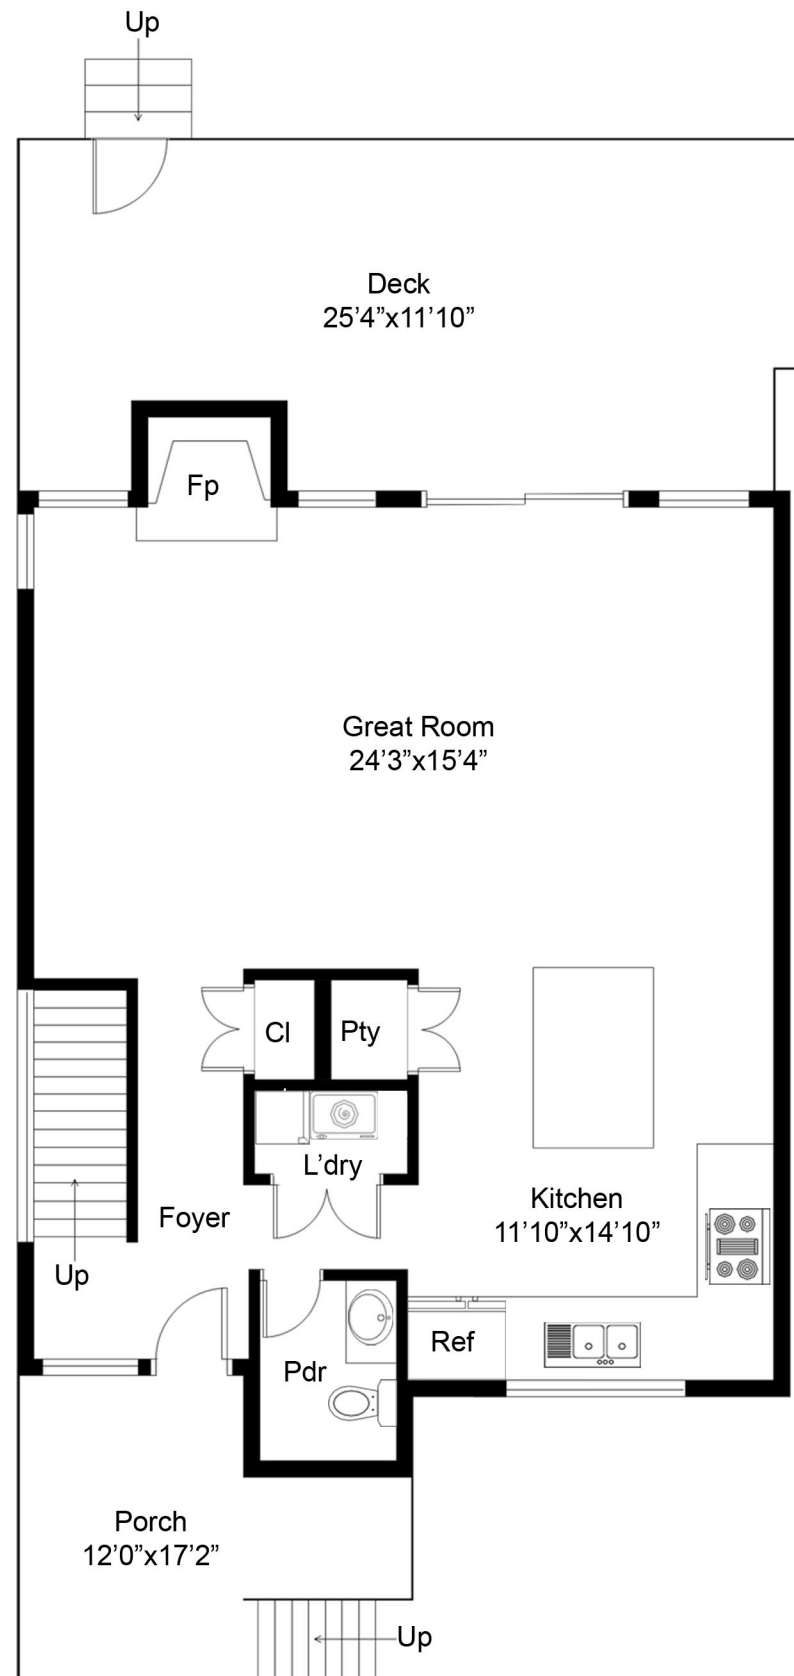 Up
Deck
25’4”x11’10”
Fp
Great Room
24’3”x15’4”
Cl
Pty
L’dry
Kitchen
11’10”x14’10”
Foyer
Up
Ref
Pdr
Porch
12’0”x17’2”
Up